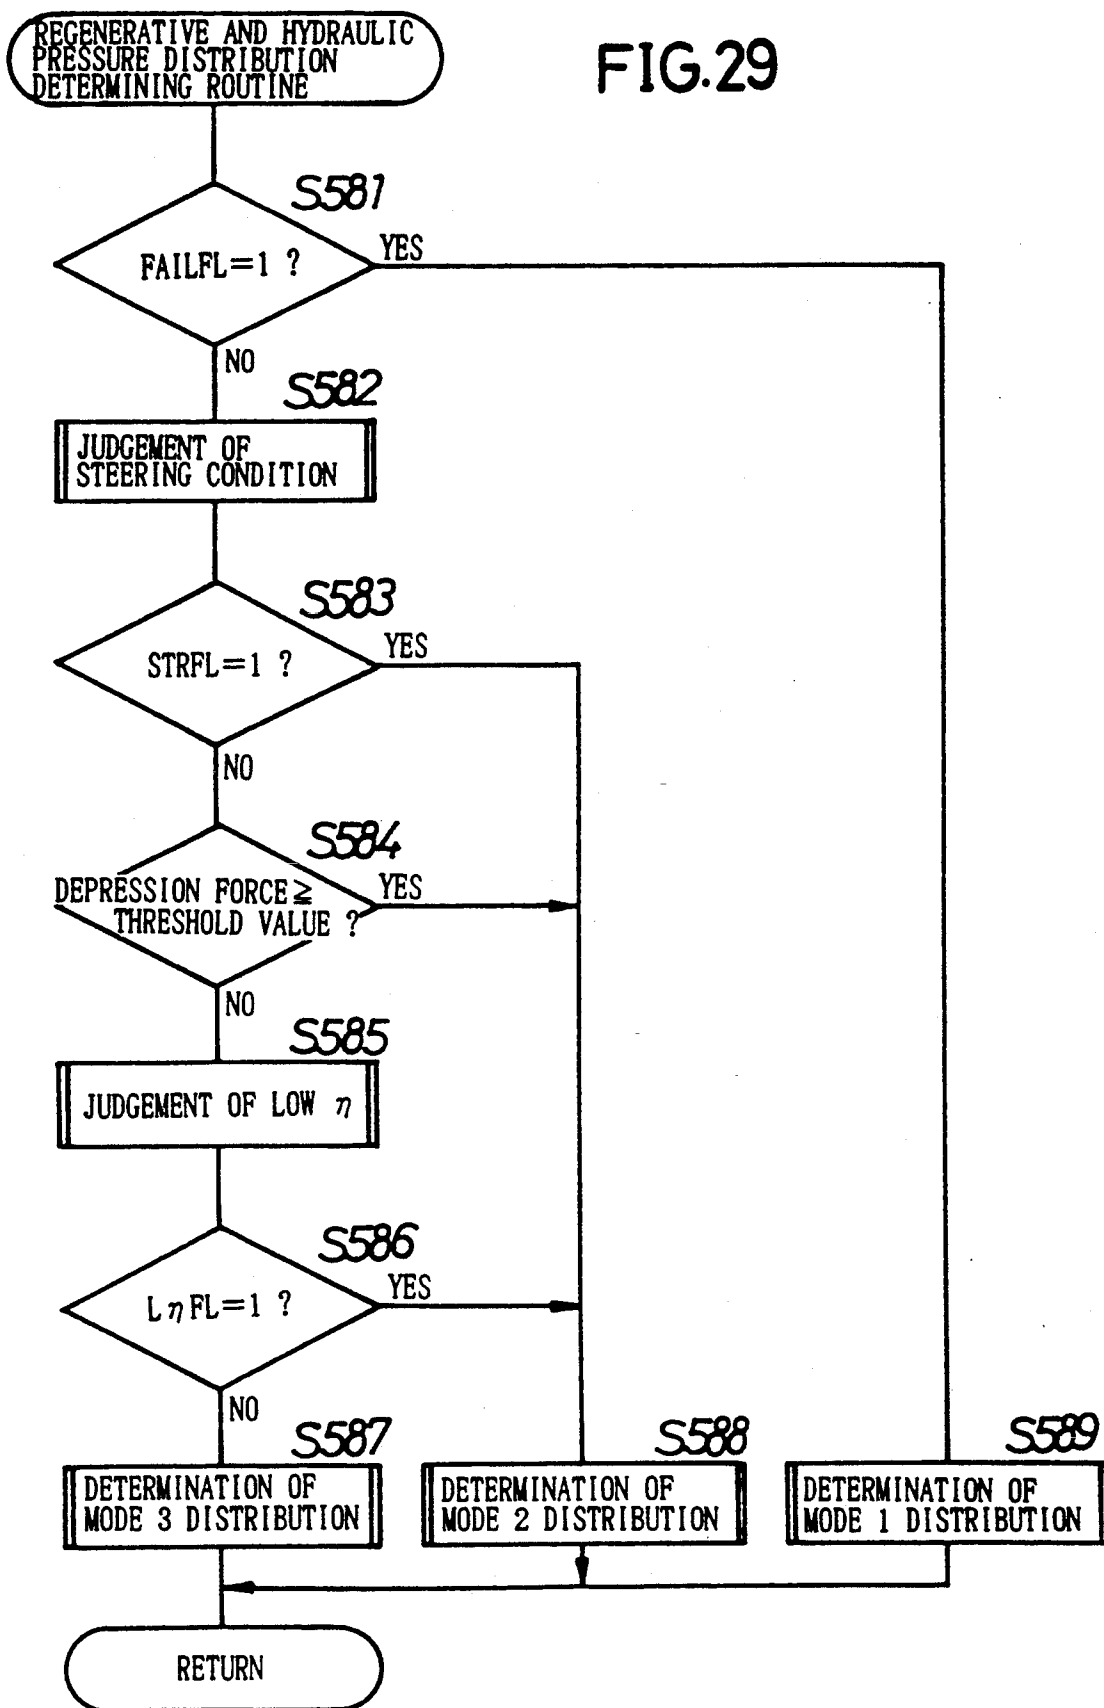 REGENERATIVE AND HYDRAULIC
PRESSURE DISTRIBUTION
DETERMINING ROUTINE
FIG.29
S581
FAILFL=1 ?
YES
NO
S582
JUDGEMENT OF
STEERING CONDITION
S583
STRFL=1 ?
YES
NO
S584
DEPRESSION FORCE≧
THRESHOLD VALUE ?
YES
NO
S585
JUDGEMENT OF LOW η
S586
LηFL=1 ?
YES
NO
S587
DETERMINATION OF
MODE 3 DISTRIBUTION
S588
DETERMINATION OF
MODE 2 DISTRIBUTION
S589
DETERMINATION OF
MODE 1 DISTRIBUTION
RETURN